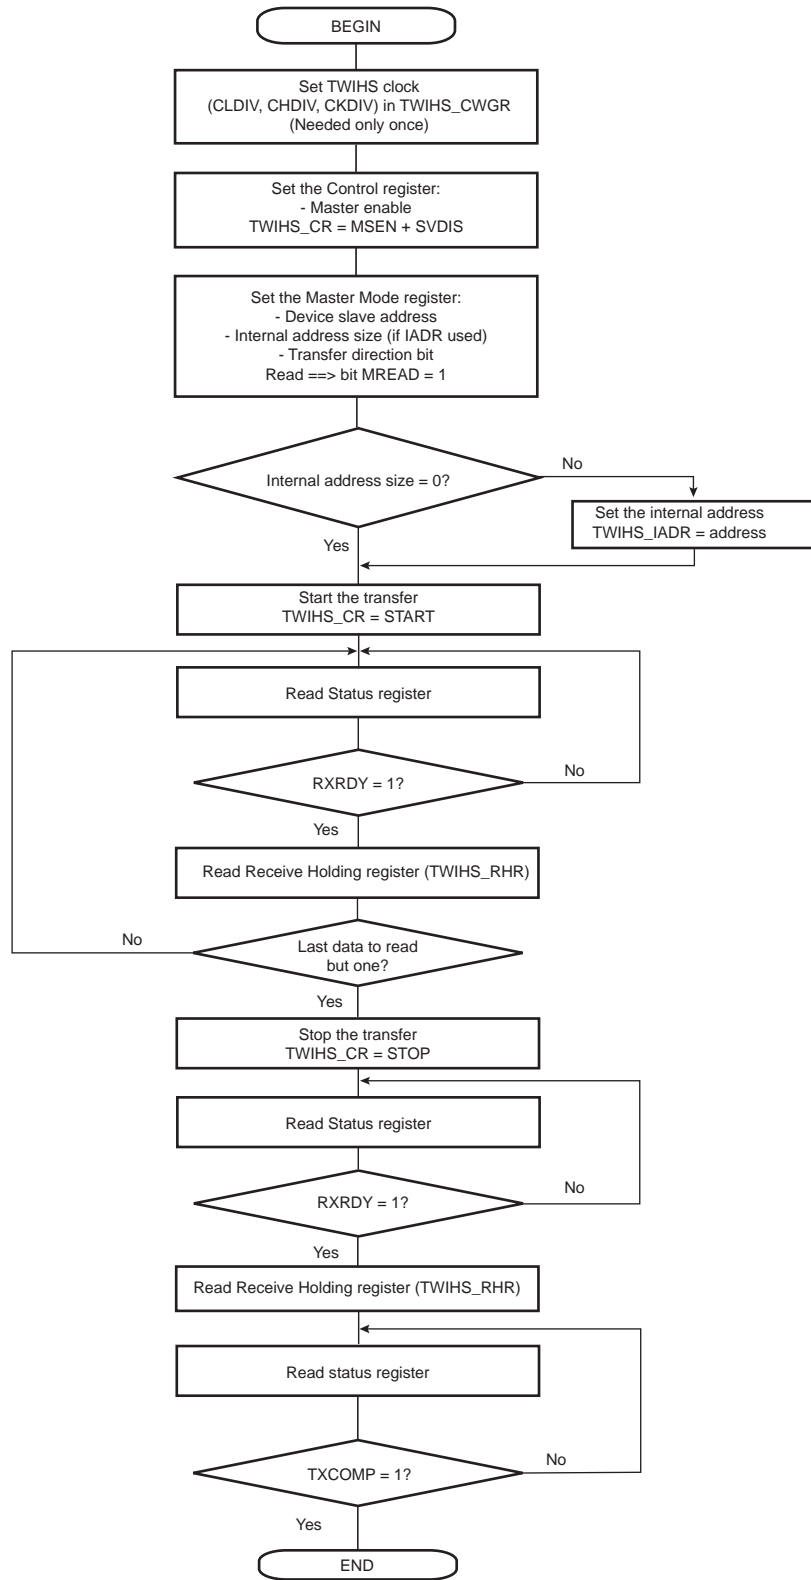 BEGIN
Set TWIHS clock
(CLDIV, CHDIV, CKDIV) in TWIHS_CWGR
(Needed only once)
Set the Control register:
- Master enable
TWIHS_CR = MSEN + SVDIS
Set the Master Mode register:
- Device slave address
- Internal address size (if IADR used)
- Transfer direction bit
Read ==> bit MREAD = 1
Internal address size = 0?
No
Set the internal address
TWIHS_IADR = address
Yes
Start the transfer
TWIHS_CR = START
Read Status register
RXRDY = 1?
No
Yes
Read Receive Holding register (TWIHS_RHR)
Last data to read
but one?
No
Yes
Stop the transfer
TWIHS_CR = STOP
Read Status register
RXRDY = 1?
No
Yes
Read Receive Holding register (TWIHS_RHR)
Read status register
TXCOMP = 1?
No
Yes
END